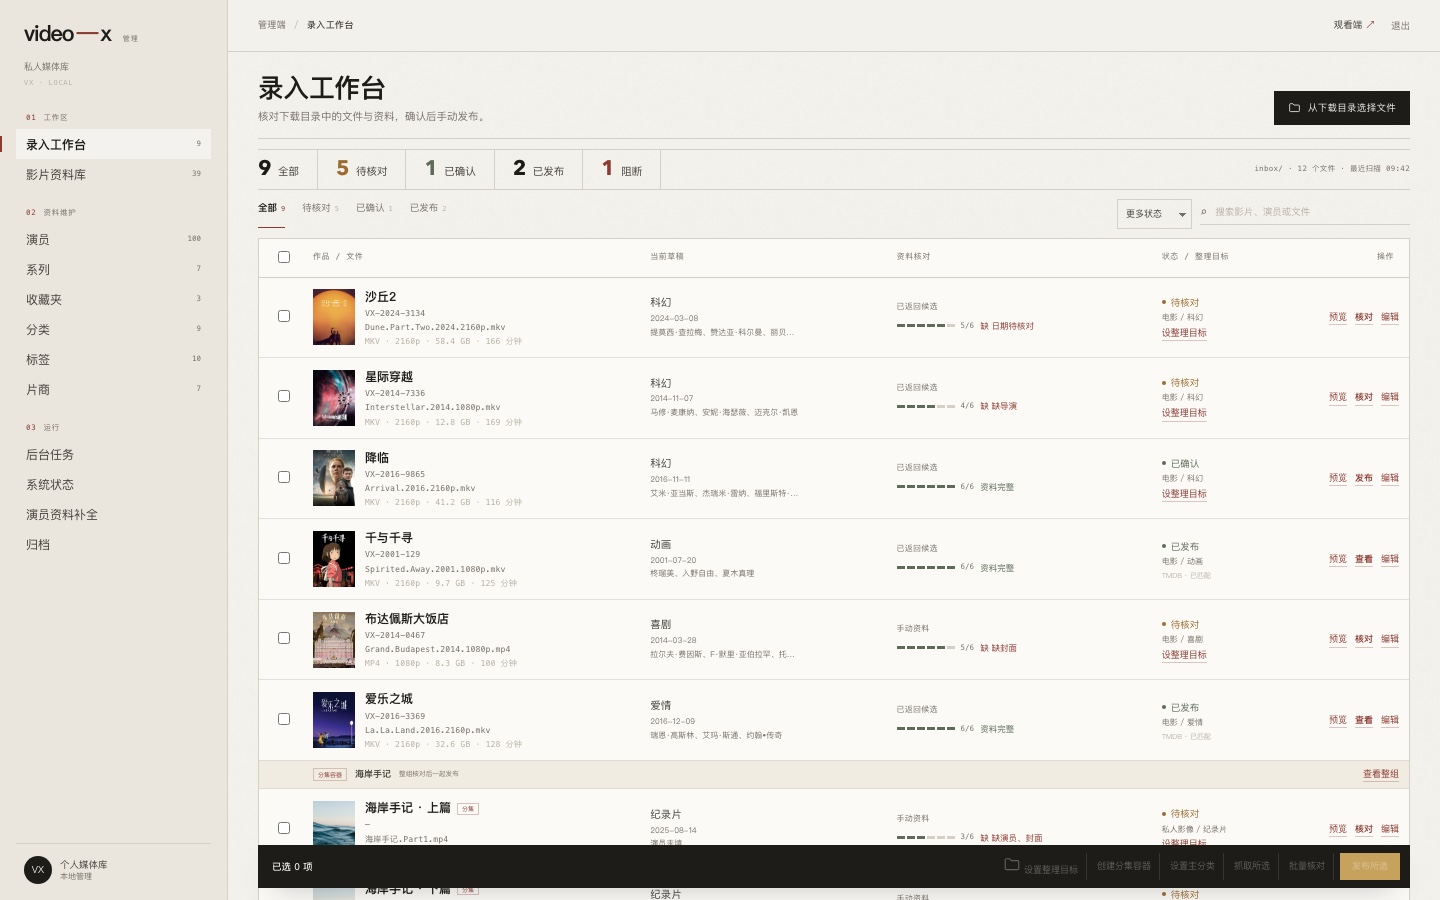 video—x 管理
私人媒体库
VX · LOCAL
01 工作区
录入工作台 9
影片资料库 39
02 资料维护
演员 100
系列 7
收藏夹 3
分类 9
标签 10
片商 7
03 运行
后台任务
系统状态
演员资料补全
归档
VX
个人媒体库
本地管理
管理端 / 录入工作台
观看端 ↗ 退出
录入工作台
核对下载目录中的文件与资料，确认后手动发布。
从下载目录选择文件
9 全部 5 待核对 1 已确认 2 已发布 1 阻断
inbox/ · 12 个文件 · 最近扫描 09:42
全部 9 待核对 5 已确认 1 已发布 2
更多状态 搜索影片、演员或文件
作品 / 文件 当前草稿 资料核对 状态 / 整理目标 操作
沙丘2
VX-2024-3134
Dune.Part.Two.2024.2160p.mkv
MKV · 2160p · 58.4 GB · 166 分钟
科幻
2024-03-08
提莫西·查拉梅、赞达亚·科尔曼、丽贝…
已返回候选
5/6 缺 日期待核对
待核对
电影 / 科幻
设整理目标
预览 核对 编辑
星际穿越
VX-2014-7336
Interstellar.2014.1080p.mkv
MKV · 2160p · 12.8 GB · 169 分钟
科幻
2014-11-07
马修·麦康纳、安妮·海瑟薇、迈克尔·凯恩
已返回候选
4/6 缺 缺导演
待核对
电影 / 科幻
设整理目标
预览 核对 编辑
降临
VX-2016-9865
Arrival.2016.2160p.mkv
MKV · 2160p · 41.2 GB · 116 分钟
科幻
2016-11-11
艾米·亚当斯、杰瑞米·雷纳、福里斯特·…
已返回候选
6/6 资料完整
已确认
电影 / 科幻
设整理目标
预览 发布 编辑
千与千寻
千与千寻
VX-2001-129
Spirited.Away.2001.1080p.mkv
MKV · 2160p · 9.7 GB · 125 分钟
动画
2001-07-20
柊瑠美、入野自由、夏木真理
已返回候选
6/6 资料完整
已发布
电影 / 动画
TMDB · 已匹配
预览 查看 编辑
布达佩斯大饭店
VX-2014-0467
Grand.Budapest.2014.1080p.mp4
MP4 · 1080p · 8.3 GB · 100 分钟
喜剧
2014-03-28
拉尔夫·费因斯、F·默里·亚伯拉罕、托…
手动资料
5/6 缺 缺封面
待核对
电影 / 喜剧
设整理目标
预览 核对 编辑
爱乐之城
爱乐之城
VX-2016-3369
La.La.Land.2016.2160p.mkv
MKV · 2160p · 32.6 GB · 128 分钟
爱情
2016-12-09
瑞恩·高斯林、艾玛·斯通、约翰•传奇
已返回候选
6/6 资料完整
已发布
电影 / 爱情
TMDB · 已匹配
预览 查看 编辑
分集容器 海岸手记 整组核对后一起发布 查看整组
海岸手记 · 上篇 分集
—
海岸手记.Part1.mp4
纪录片
2025-08-14
手动资料
3/6 缺 缺演员、封面
待核对
私人影像 / 纪录片
设整理目标
预览 核对 编辑
已选 0 项
设置整理目标 创建分集容器 设置主分类 抓取所选 批量核对 发布所选
海岸手记 · 下篇 分集
纪录片
手动资料
待核对